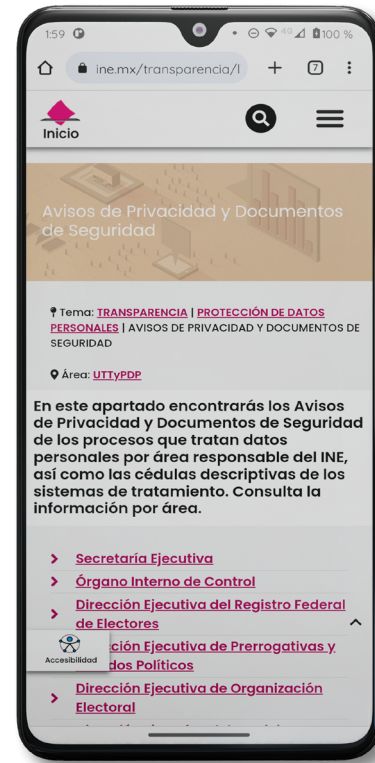 1:59 4G 100 %
ine.mx/transparencia/l + 7
Inicio
Avisos de Privacidad y Documentos
de Seguridad
Tema: TRANSPARENCIA | PROTECCIÓN DE DATOS
PERSONALES | AVISOS DE PRIVACIDAD Y DOCUMENTOS DE
SEGURIDAD
Área: UTTyPDP
En este apartado encontrarás los Avisos
de Privacidad y Documentos de Seguridad
de los procesos que tratan datos
personales por área responsable del INE,
así como las cédulas descriptivas de los
sistemas de tratamiento. Consulta la
información por área.
Secretaría Ejecutiva
Órgano Interno de Control
Dirección Ejecutiva del Registro Federal
de Electores
Accesibilidad
ción Ejecutiva de Prerrogativas y
dos Políticos
Dirección Ejecutiva de Organización
Electoral